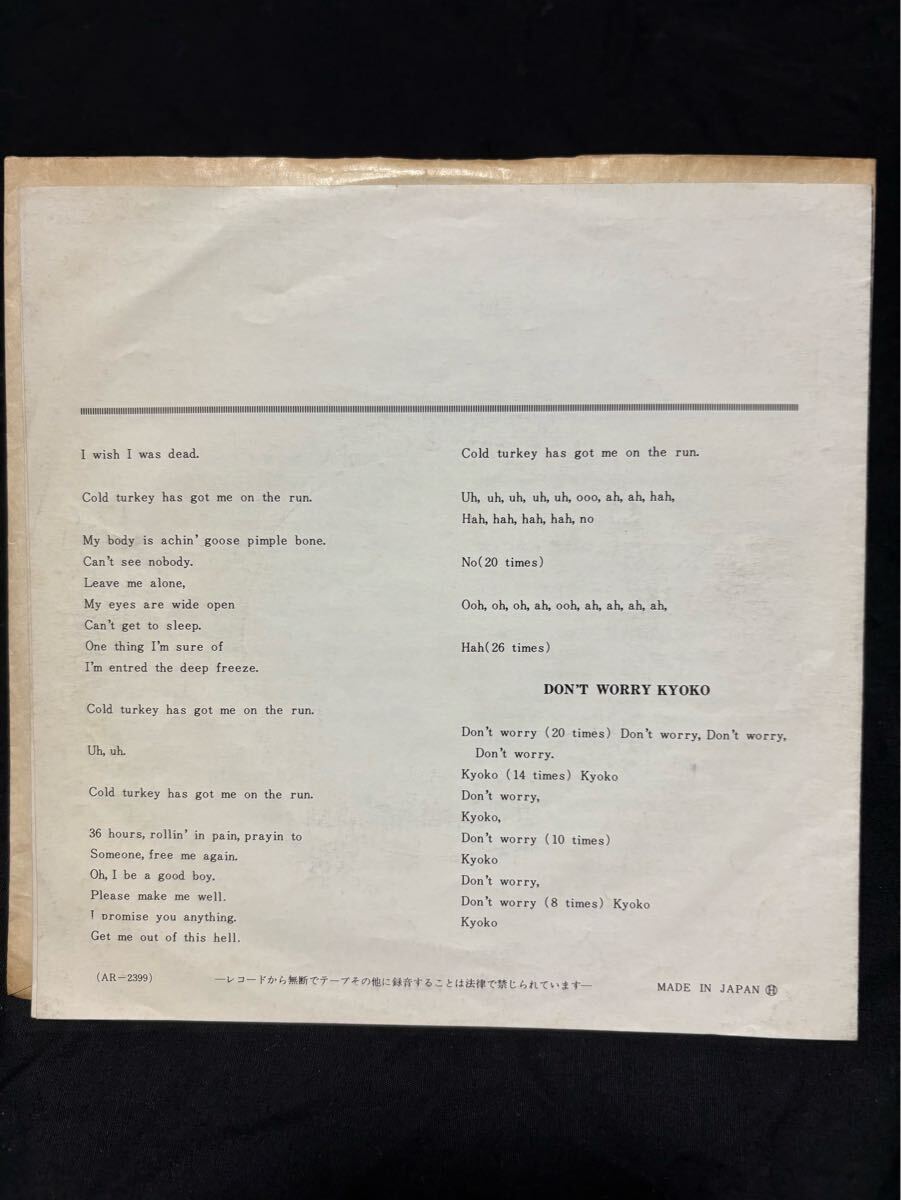 I wish I was dead.
Cold turkey has got me on the run.
My body is achin' goose pimple bone.
Can't see nobody.
Leave me alone,
My eyes are wide open
Can't get to sleep.
One thing I'm sure of
I'm entred the deep freeze.
Cold turkey has got me on the run.
Uh, uh.
Cold turkey has got me on the run.
36 hours, rollin' in pain, prayin to
Someone, free me again.
Oh, I be a good boy.
Please make me well.
I promise you anything.
Get me out of this hell.
Cold turkey has got me on the run.
Uh, uh, uh, uh, uh, ooo, ah, ah, hah,
Hah, hah, hah, hah, no
No(20 times)
Ooh, oh, oh, ah, ooh, ah, ah, ah, ah,
Hah(26 times)
DON'T WORRY KYOKO
Don't worry (20 times) Don't worry, Don't worry,
Don't worry.
Kyoko (14 times) Kyoko
Don't worry,
Kyoko,
Don't worry (10 times)
Kyoko
Don't worry,
Don't worry (8 times) Kyoko
Kyoko
(AR-2399) —レコードから無断でテープその他に録音することは法律で禁じられています— MADE IN JAPAN Ⓗ